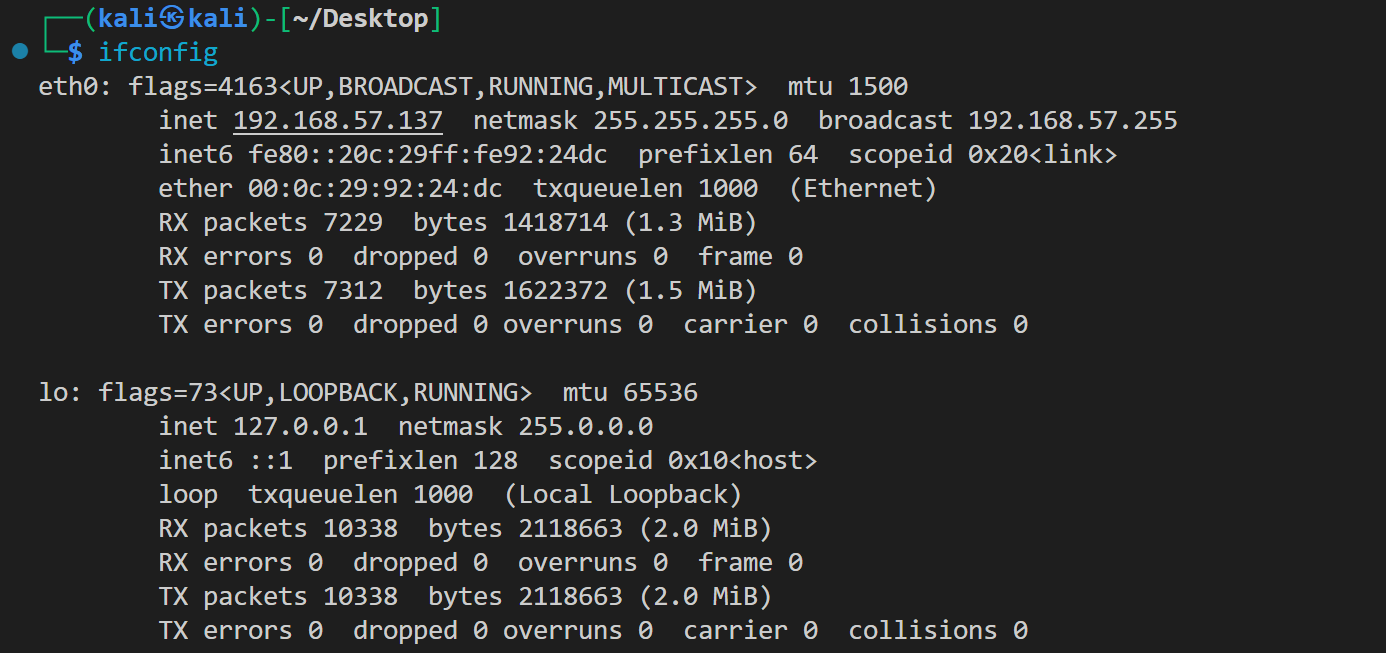 ┌──(kali㉿kali)-[~/Desktop]
└─$ ifconfig
eth0: flags=4163<UP,BROADCAST,RUNNING,MULTICAST>  mtu 1500
        inet 192.168.57.137  netmask 255.255.255.0  broadcast 192.168.57.255
        inet6 fe80::20c:29ff:fe92:24dc  prefixlen 64  scopeid 0x20<link>
        ether 00:0c:29:92:24:dc  txqueuelen 1000  (Ethernet)
        RX packets 7229  bytes 1418714 (1.3 MiB)
        RX errors 0  dropped 0  overruns 0  frame 0
        TX packets 7312  bytes 1622372 (1.5 MiB)
        TX errors 0  dropped 0 overruns 0  carrier 0  collisions 0

lo: flags=73<UP,LOOPBACK,RUNNING>  mtu 65536
        inet 127.0.0.1  netmask 255.0.0.0
        inet6 ::1  prefixlen 128  scopeid 0x10<host>
        loop  txqueuelen 1000  (Local Loopback)
        RX packets 10338  bytes 2118663 (2.0 MiB)
        RX errors 0  dropped 0  overruns 0  frame 0
        TX packets 10338  bytes 2118663 (2.0 MiB)
        TX errors 0  dropped 0 overruns 0  carrier 0  collisions 0